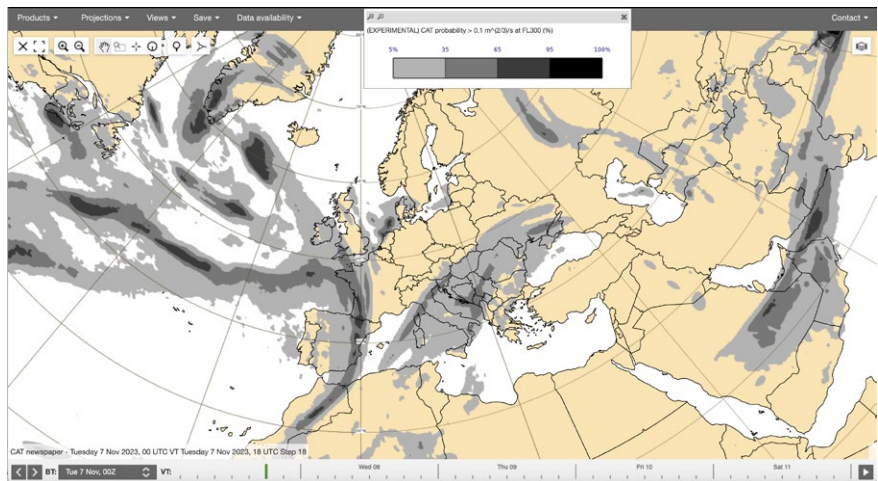 Products Projections Views Save Data availability Contact
(EXPERIMENTAL) CAT probability > 0.1 m^(2/3)/s at FL300 (%)
5% 35 65 95 100%
CAT newspaper - Tuesday 7 Nov 2023, 00 UTC VT Tuesday 7 Nov 2023, 18 UTC Step 18
BT: Tue 7 Nov, 00Z VT: Wed 08 Thu 09 Fri 10 Sat 11